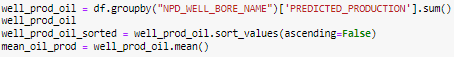 well_prod_oil = df.groupby("NPD_WELL_BORE_NAME")['PREDICTED_PRODUCTION'].sum()
well_prod_oil
well_prod_oil_sorted = well_prod_oil.sort_values(ascending=False)
mean_oil_prod = well_prod_oil.mean()